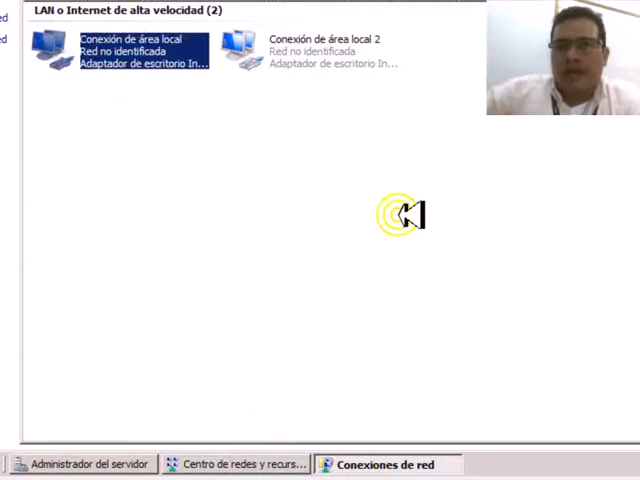 LAN o Internet de alta velocidad (2)
ed
ed
Conexión de área local
Red no identificada
Adaptador de escritorio In...
Conexión de área local 2
Red no identificada
Adaptador de escritorio In...
Administrador del servidor
Centro de redes y recurs...
Conexiones de red